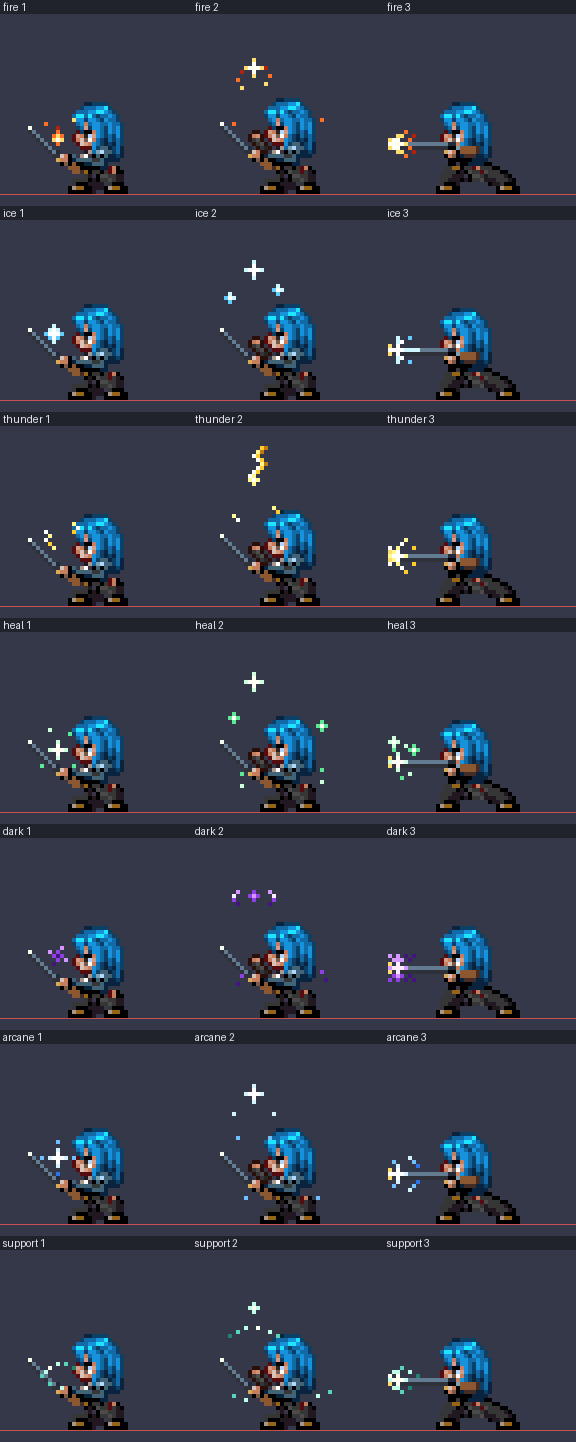 fire 1 fire 2 fire 3
ice 1 ice 2 ice 3
thunder 1 thunder 2 thunder 3
heal 1 heal 2 heal 3
dark 1 dark 2 dark 3
arcane 1 arcane 2 arcane 3
support 1 support 2 support 3